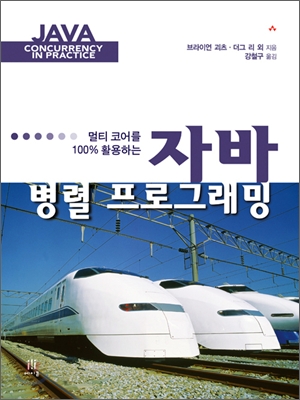 JAVA
CONCURRENCY
IN PRACTICE
브라이언 괴츠 · 더그 리 외 지음
강철구 옮김
멀티 코어를
100% 활용하는
자바
병렬 프로그래밍